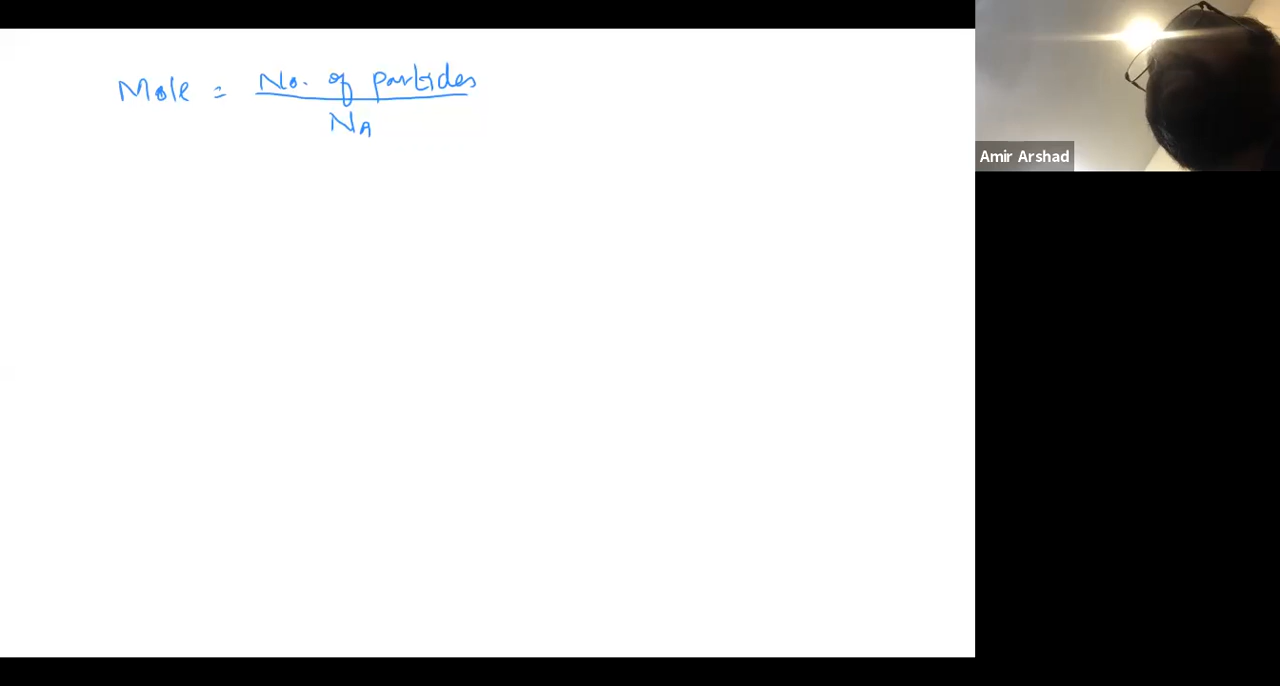 Mole = No. of particles
N_A
Amir Arshad